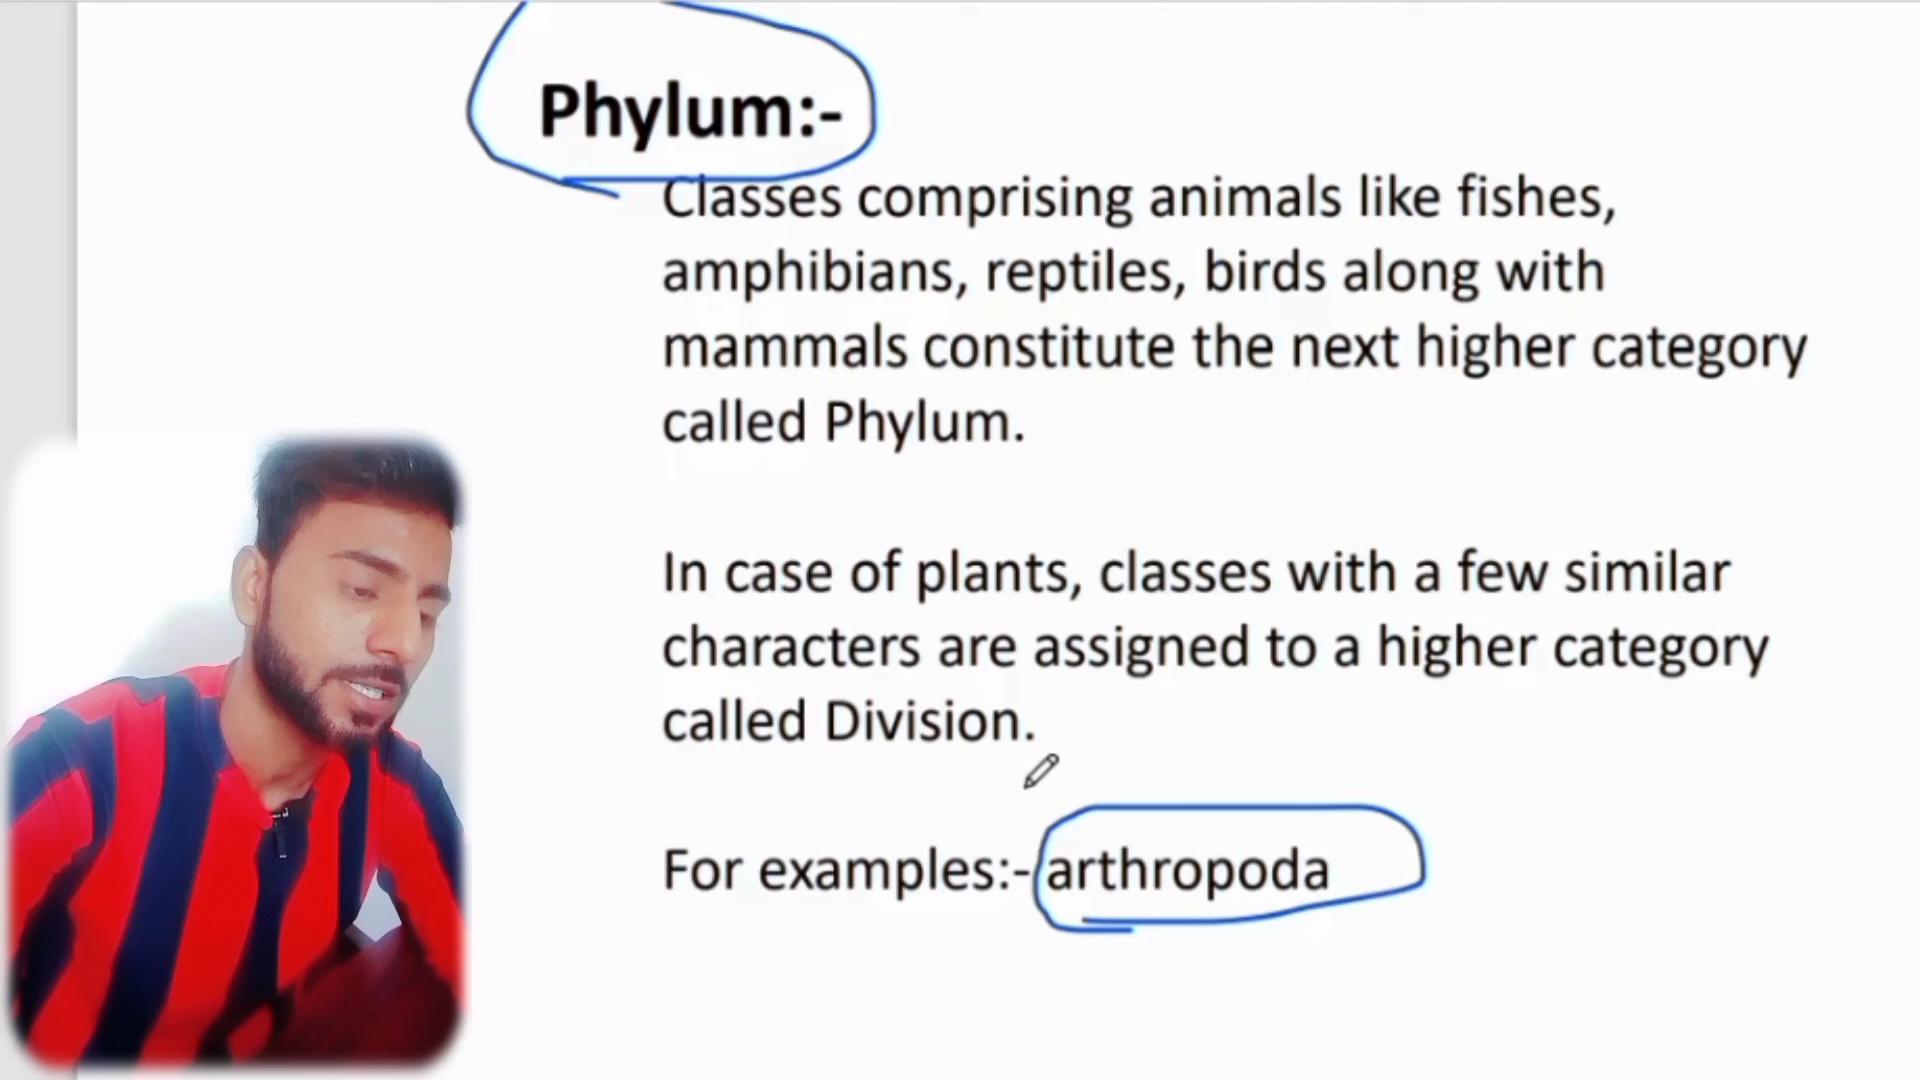 Phylum:-
Classes comprising animals like fishes,
amphibians, reptiles, birds along with
mammals constitute the next higher category
called Phylum.
In case of plants, classes with a few similar
characters are assigned to a higher category
called Division.
For examples:- arthropoda